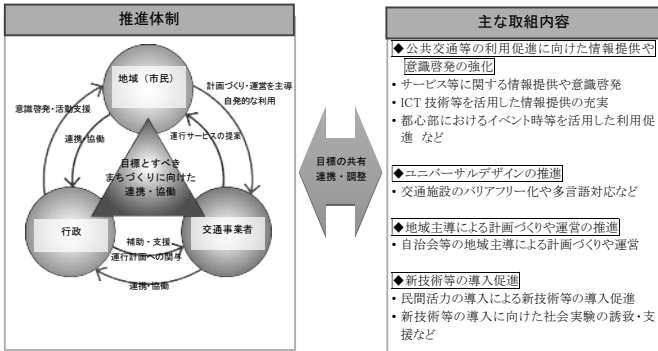 推進体制
地域（市民）
計画づくり・運営を主導
自発的な利用
意識啓発・活動支援
連携・協働
運行サービスの提案
目標とすべき
まちづくりに向けた
連携・協働
行政
交通事業者
補助・支援
運行計画への関与
連携・協働
目標の共有
連携・調整
主な取組内容
◆公共交通等の利用促進に向けた情報提供や
意識啓発の強化
・サービス等に関する情報提供や意識啓発
・ICT 技術等を活用した情報提供の充実
・都心部におけるイベント時等を活用した利用促
進 など
◆ユニバーサルデザインの推進
・交通施設のバリアフリー化や多言語対応など
◆地域主導による計画づくりや運営の推進
・自治会等の地域主導による計画づくりや運営
◆新技術等の導入促進
・民間活力の導入による新技術等の導入促進
・新技術等の導入に向けた社会実験の誘致・支
援など